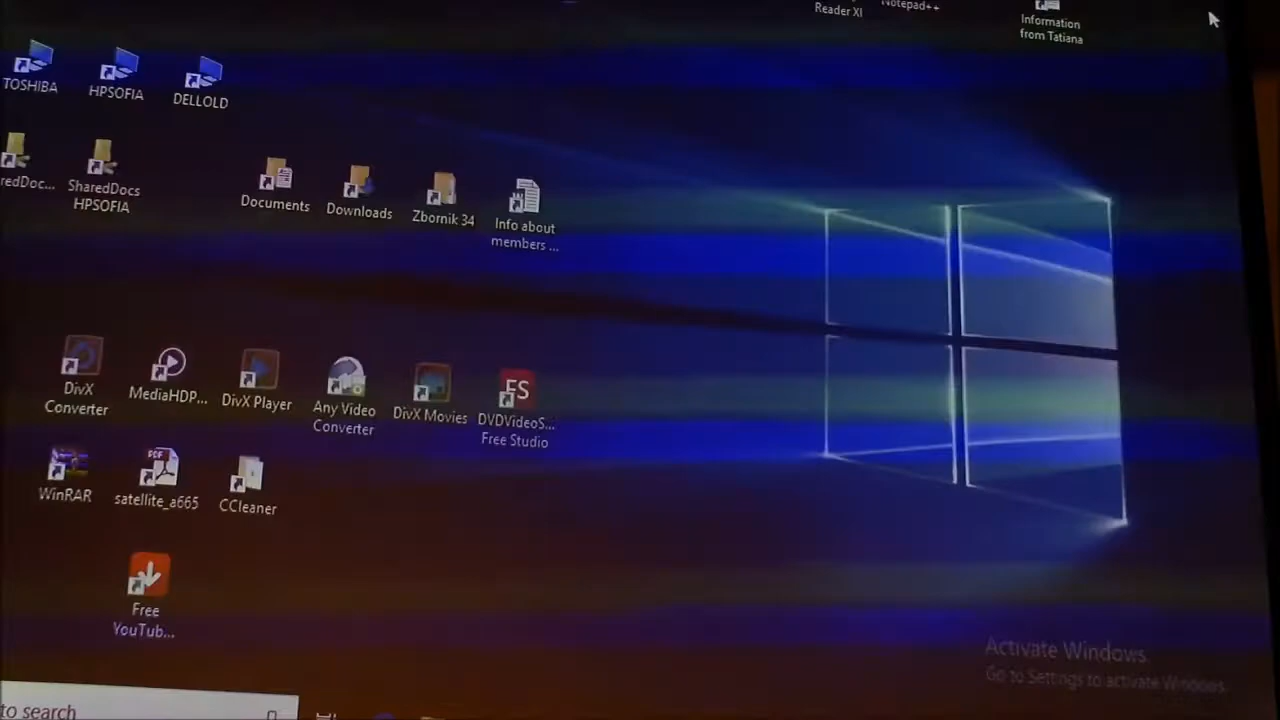 Reader XI
Notepad++
Information
from Tatiana
TOSHIBA
HPSOFIA
DELLOLD
redDoc...
SharedDocs
HPSOFIA
Documents
Downloads
Zbornik 34
Info about
members ...
DivX
Converter
MediaHDP...
DivX Player
Any Video
Converter
DivX Movies
FS
DVDVideoS...
Free Studio
WinRAR
PDF
satellite_a665
CCleaner
Free
YouTub...
Activate Windows
Go to Settings to activate Windows.
to search